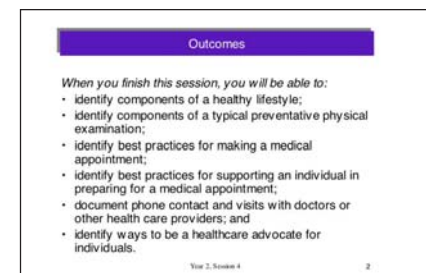 Outcomes
When you finish this session, you will be able to:
• identify components of a healthy lifestyle;
• identify components of a typical preventative physical
examination;
• identify best practices for making a medical
appointment;
• identify best practices for supporting an individual in
preparing for a medical appointment;
• document phone contact and visits with doctors or
other health care providers; and
• identify ways to be a healthcare advocate for
individuals.
Year 2, Session 4
2